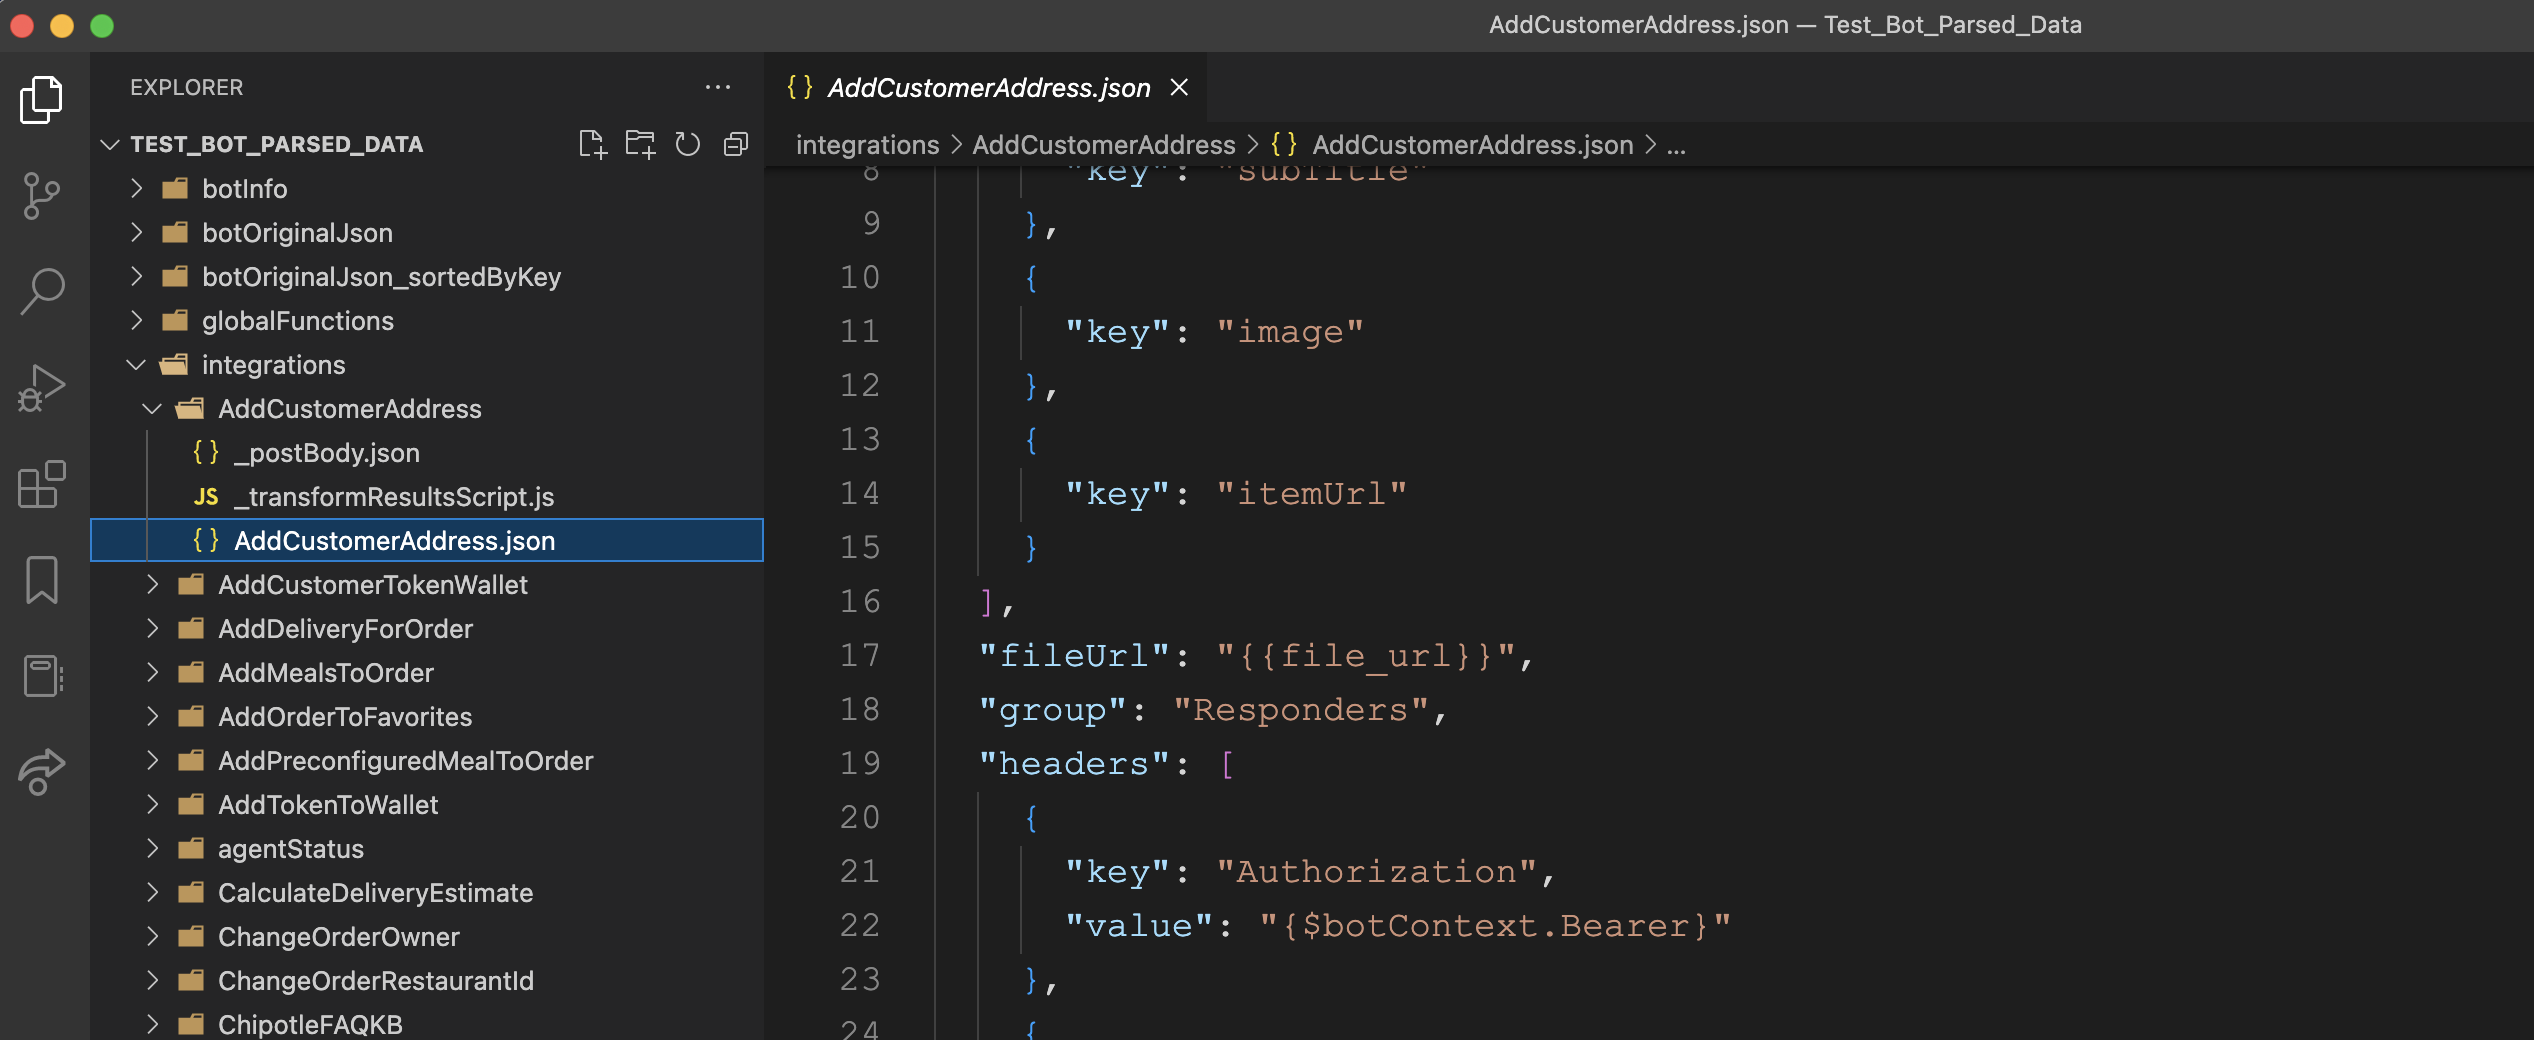 AddCustomerAddress.json — Test_Bot_Parsed_Data
EXPLORER
TEST_BOT_PARSED_DATA
botInfo
botOriginalJson
botOriginalJson_sortedByKey
globalFunctions
integrations
AddCustomerAddress
{ } _postBody.json
JS _transformResultsScript.js
{ } AddCustomerAddress.json
AddCustomerTokenWallet
AddDeliveryForOrder
AddMealsToOrder
AddOrderToFavorites
AddPreconfiguredMealToOrder
AddTokenToWallet
agentStatus
CalculateDeliveryEstimate
ChangeOrderOwner
ChangeOrderRestaurantId
ChipotleFAQKB
{ } AddCustomerAddress.json
integrations > AddCustomerAddress > { } AddCustomerAddress.json > ...
8 "key": "subTitle"
9 },
10 {
11 "key": "image"
12 },
13 {
14 "key": "itemUrl"
15 }
16 ],
17 "fileUrl": "{{file_url}}",
18 "group": "Responders",
19 "headers": [
20 {
21 "key": "Authorization",
22 "value": "{$botContext.Bearer}"
23 },
24 {